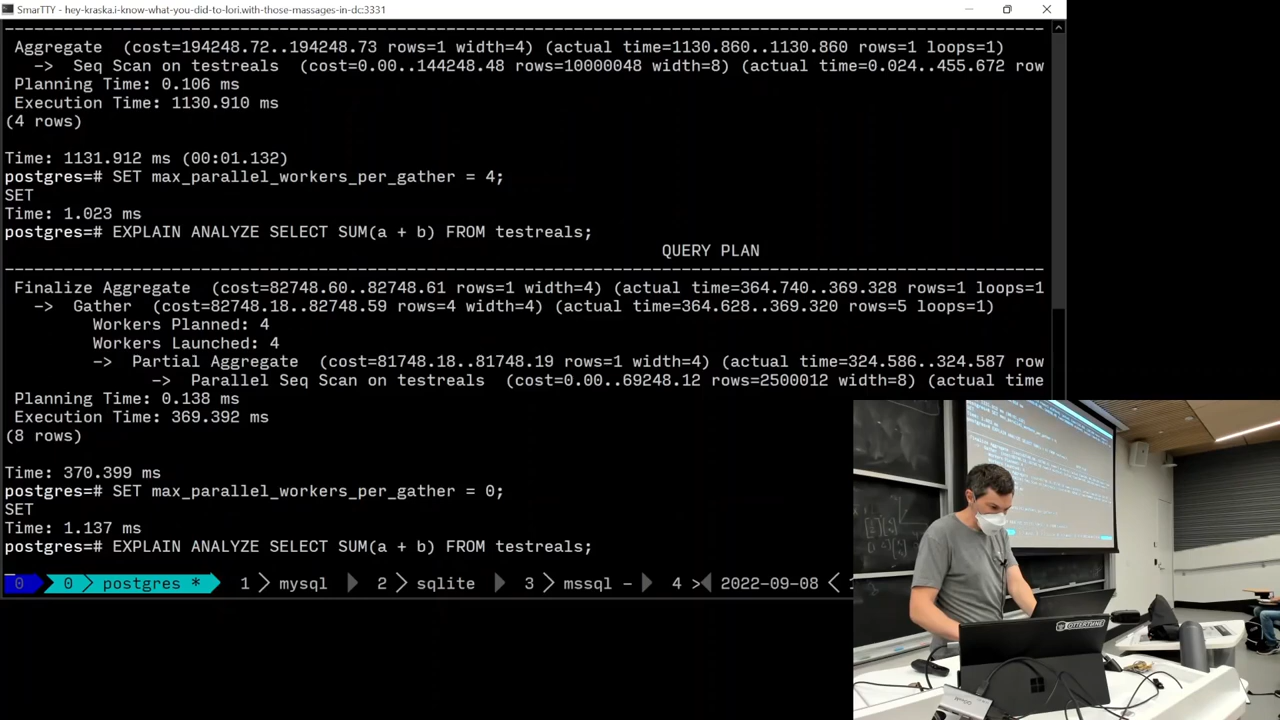 SmarTTY - hey-kraska.i-know-what-you-did-to-lori.with-those-massages-in-dc:3331
Aggregate  (cost=194248.72..194248.73 rows=1 width=4) (actual time=1130.860..1130.860 rows=1 loops=1)
->  Seq Scan on testreals  (cost=0.00..144248.48 rows=10000048 width=8) (actual time=0.024..455.672 row
Planning Time: 0.106 ms
Execution Time: 1130.910 ms
(4 rows)
Time: 1131.912 ms (00:01.132)
postgres=# SET max_parallel_workers_per_gather = 4;
SET
Time: 1.023 ms
postgres=# EXPLAIN ANALYZE SELECT SUM(a + b) FROM testreals;
QUERY PLAN
Finalize Aggregate  (cost=82748.60..82748.61 rows=1 width=4) (actual time=364.740..369.328 rows=1 loops=1
->  Gather  (cost=82748.18..82748.59 rows=4 width=4) (actual time=364.628..369.320 rows=5 loops=1)
Workers Planned: 4
Workers Launched: 4
->  Partial Aggregate  (cost=81748.18..81748.19 rows=1 width=4) (actual time=324.586..324.587 row
->  Parallel Seq Scan on testreals  (cost=0.00..69248.12 rows=2500012 width=8) (actual time
Planning Time: 0.138 ms
Execution Time: 369.392 ms
(8 rows)
Time: 370.399 ms
postgres=# SET max_parallel_workers_per_gather = 0;
SET
Time: 1.137 ms
postgres=# EXPLAIN ANALYZE SELECT SUM(a + b) FROM testreals;
0 0 postgres * 1 mysql 2 sqlite 3 mssql - 4 > 2022-09-08
OTTERTUNE